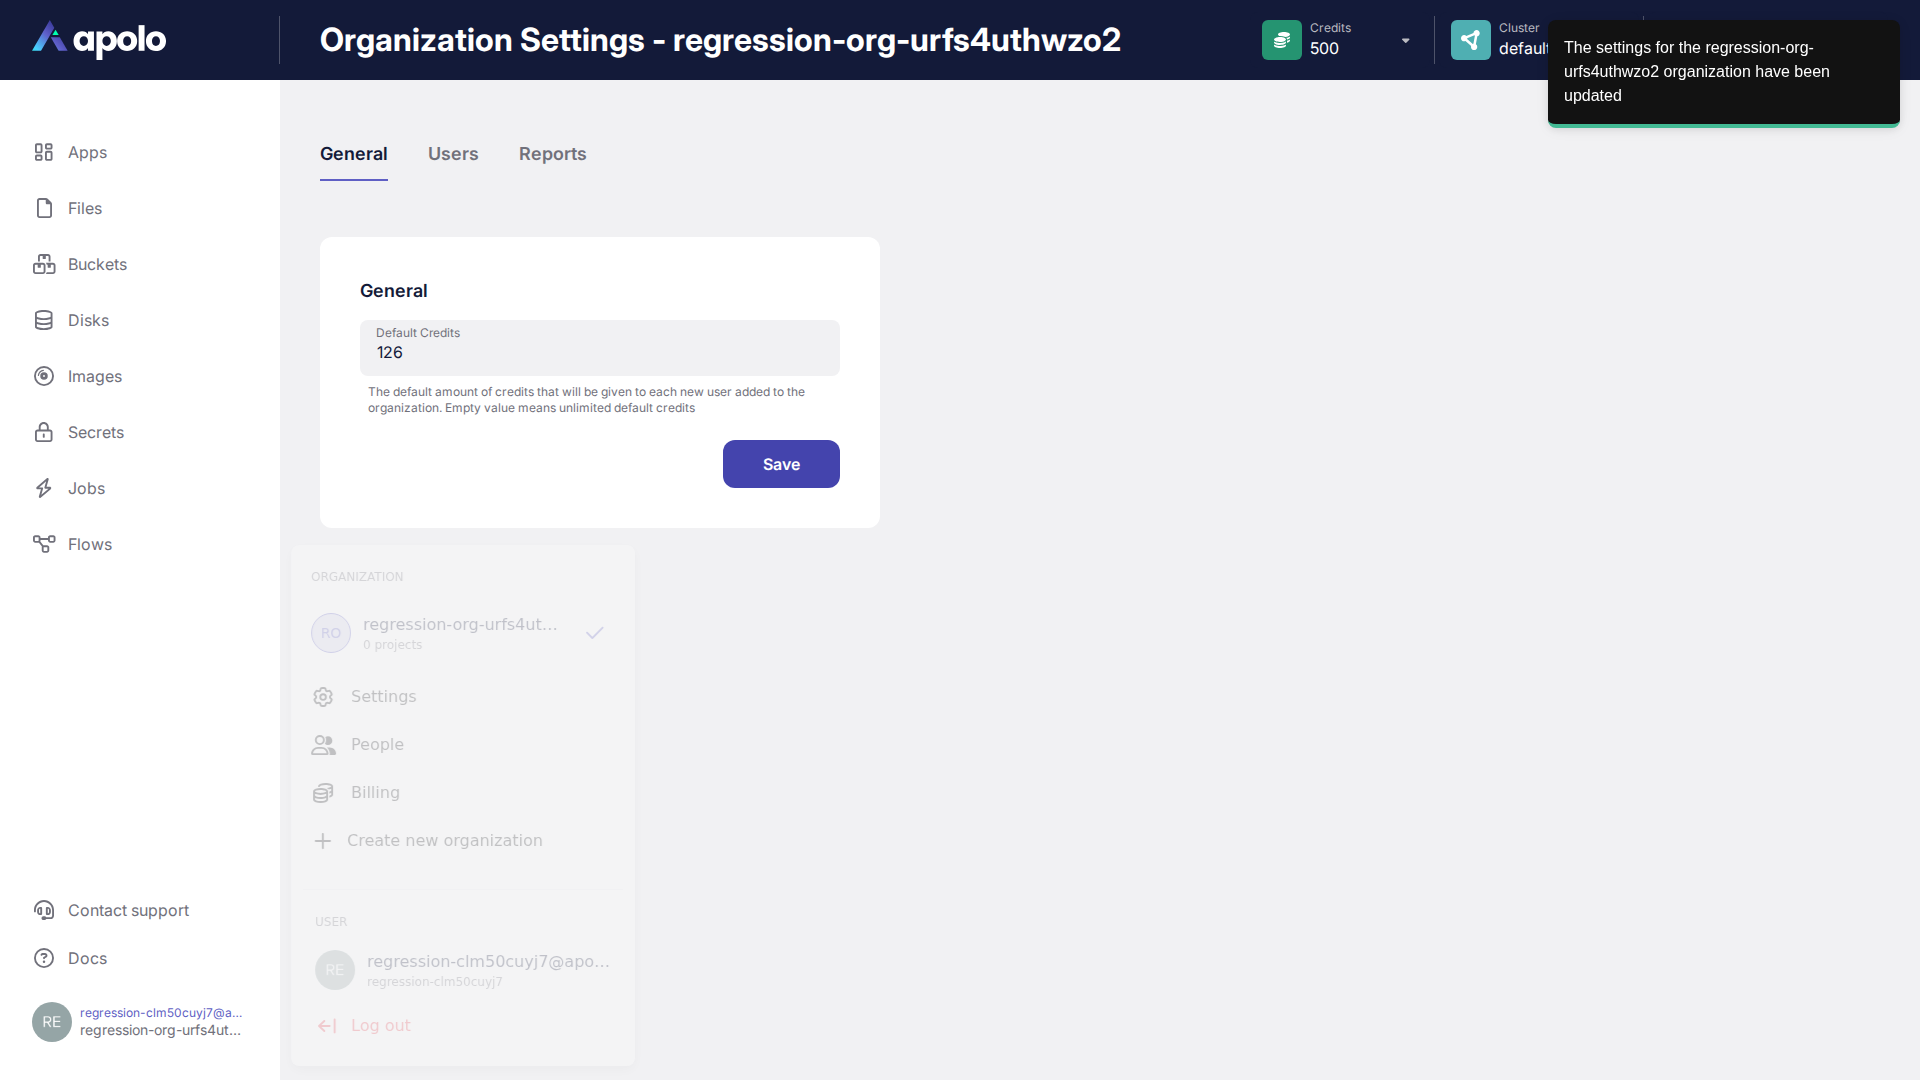 apolo
Organization Settings - regression-org-urfs4uthwzo2
Credits
500
Cluster
default
The settings for the regression-org-
urfs4uthwzo2 organization have been
updated
Apps
Files
Buckets
Disks
Images
Secrets
Jobs
Flows
Contact support
Docs
RE
regression-clm50cuyj7@a...
regression-org-urfs4ut...
General
Users
Reports
General
Default Credits
126
The default amount of credits that will be given to each new user added to the
organization. Empty value means unlimited default credits
Save
ORGANIZATION
RO
regression-org-urfs4ut...
0 projects
Settings
People
Billing
Create new organization
USER
RE
regression-clm50cuyj7@apo...
regression-clm50cuyj7
Log out